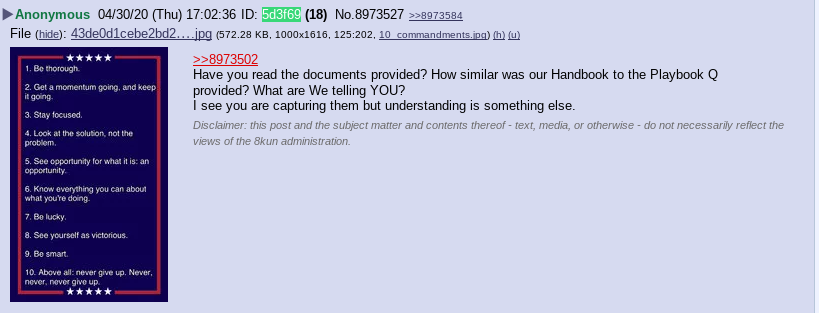 Anonymous 04/30/20 (Thu) 17:02:36 ID: 5d3f69 (18) No.8973527 >>8973584
File (hide): 43de0d1cebe2bd2….jpg (572.28 KB, 1000x1616, 125:202, 10_commandments.jpg) (h) (u)
1. Be thorough.
2. Get a momentum going, and keep
it going.
3. Stay focused.
4. Look at the solution, not the
problem.
5. See opportunity for what it is: an
opportunity.
6. Know everything you can about
what you're doing.
7. Be lucky.
8. See yourself as victorious.
9. Be smart.
10. Above all: never give up. Never,
never, never give up.
>>8973502
Have you read the documents provided? How similar was our Handbook to the Playbook Q
provided? What are We telling YOU?
I see you are capturing them but understanding is something else.
Disclaimer: this post and the subject matter and contents thereof - text, media, or otherwise - do not necessarily reflect the
views of the 8kun administration.